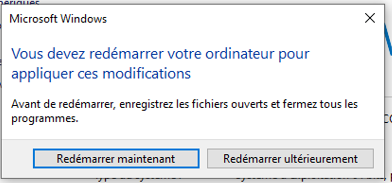 Microsoft Windows
Vous devez redémarrer votre ordinateur pour
appliquer ces modifications
Avant de redémarrer, enregistrez les fichiers ouverts et fermez tous les
programmes.
Redémarrer maintenant
Redémarrer ultérieurement